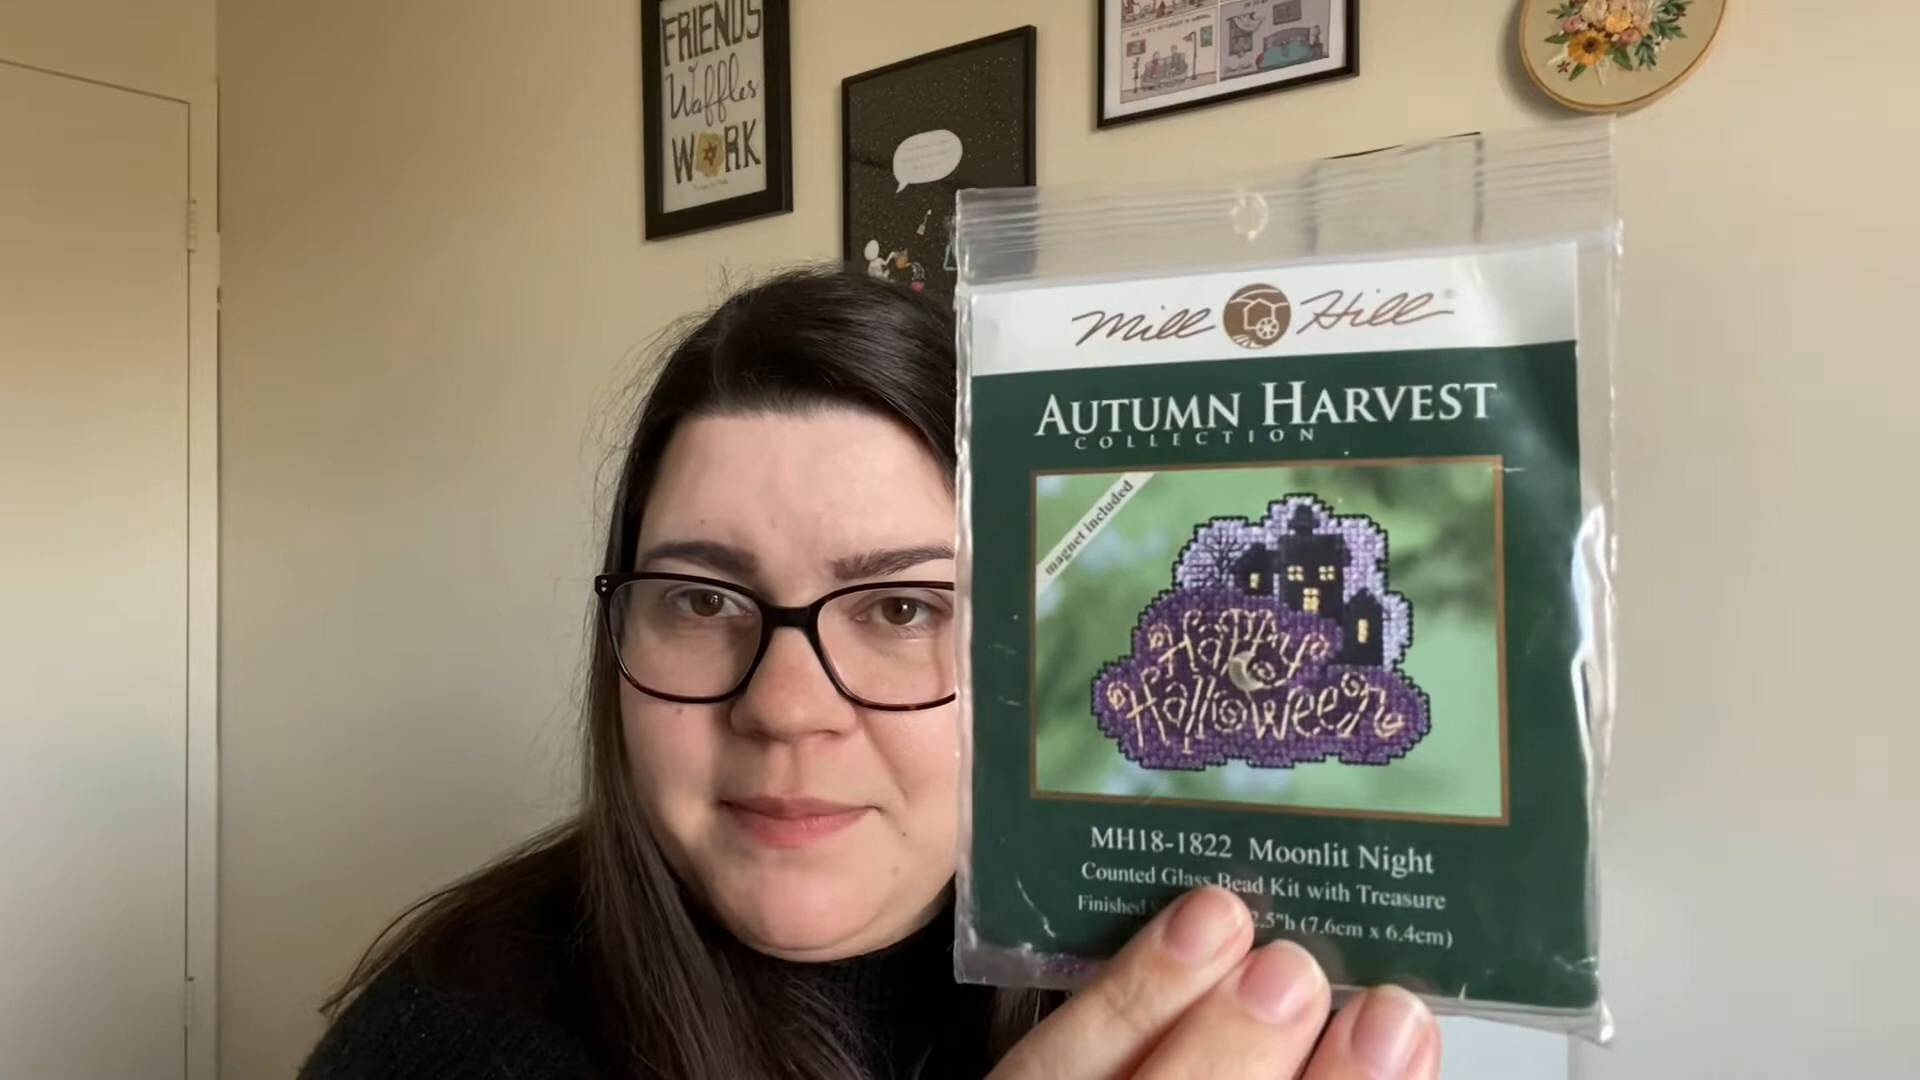 FRIENDS
Waffles
WORK
Mill Hill®
AUTUMN HARVEST
COLLECTION
magnet included
Happy
Halloween
MH18-1822 Moonlit Night
Counted Glass Bead Kit with Treasure
Finished 2.5"h (7.6cm x 6.4cm)